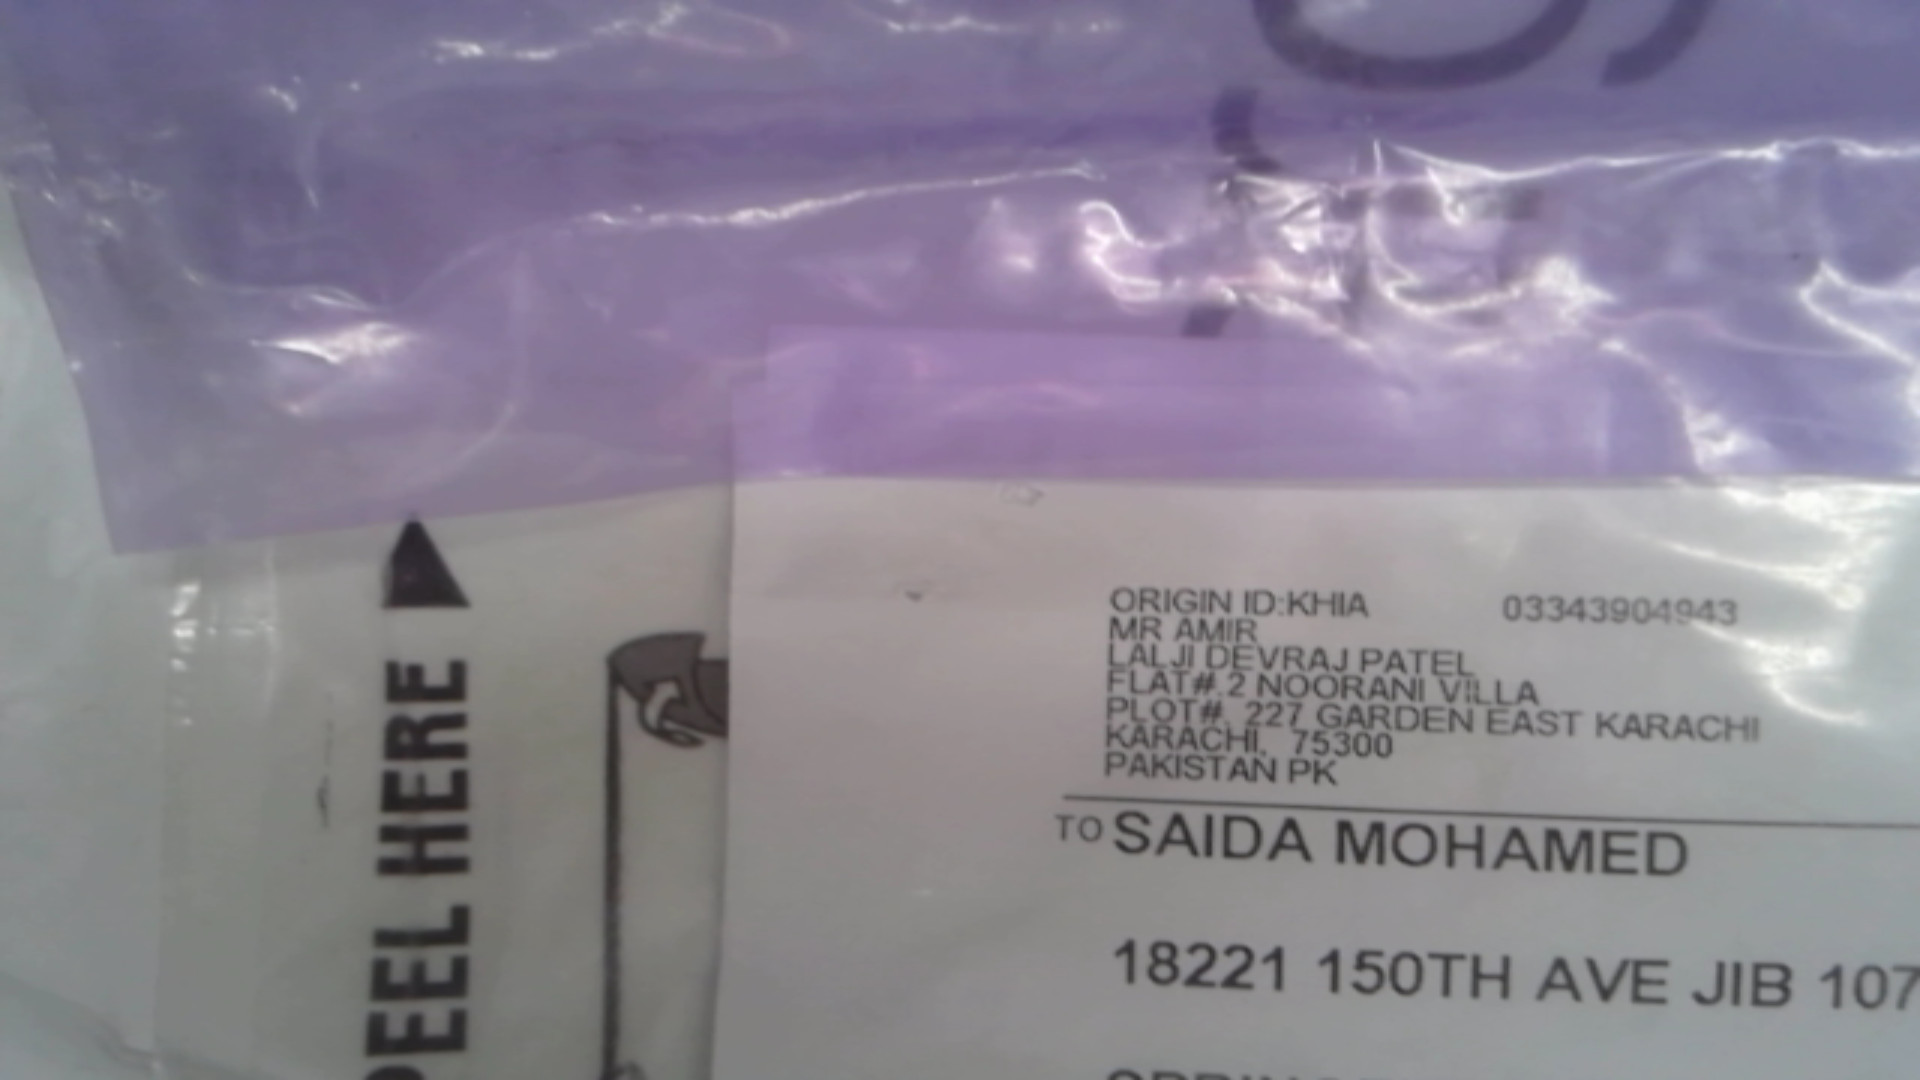 ORIGIN ID:KHIA 03343904943
MR AMIR
LALJI DEVRAJ PATEL
FLAT#.2 NOORANI VILLA
PLOT#. 227 GARDEN EAST KARACHI
KARACHI, 75300
PAKISTAN PK
TO SAIDA MOHAMED
18221 150TH AVE JIB 107
PEEL HERE